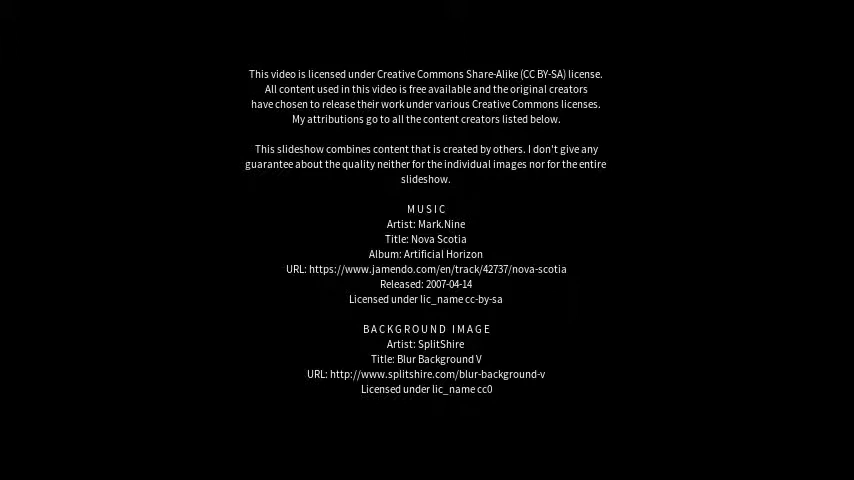 This video is licensed under Creative Commons Share-Alike (CC BY-SA) license.
All content used in this video is free available and the original creators
have chosen to release their work under various Creative Commons licenses.
My attributions go to all the content creators listed below.
This slideshow combines content that is created by others. I don't give any
guarantee about the quality neither for the individual images nor for the entire
slideshow.
MUSIC
Artist: Mark.Nine
Title: Nova Scotia
Album: Artificial Horizon
URL: https://www.jamendo.com/en/track/42737/nova-scotia
Released: 2007-04-14
Licensed under lic_name cc-by-sa
BACKGROUND IMAGE
Artist: SplitShire
Title: Blur Background V
URL: http://www.splitshire.com/blur-background-v
Licensed under lic_name cc0